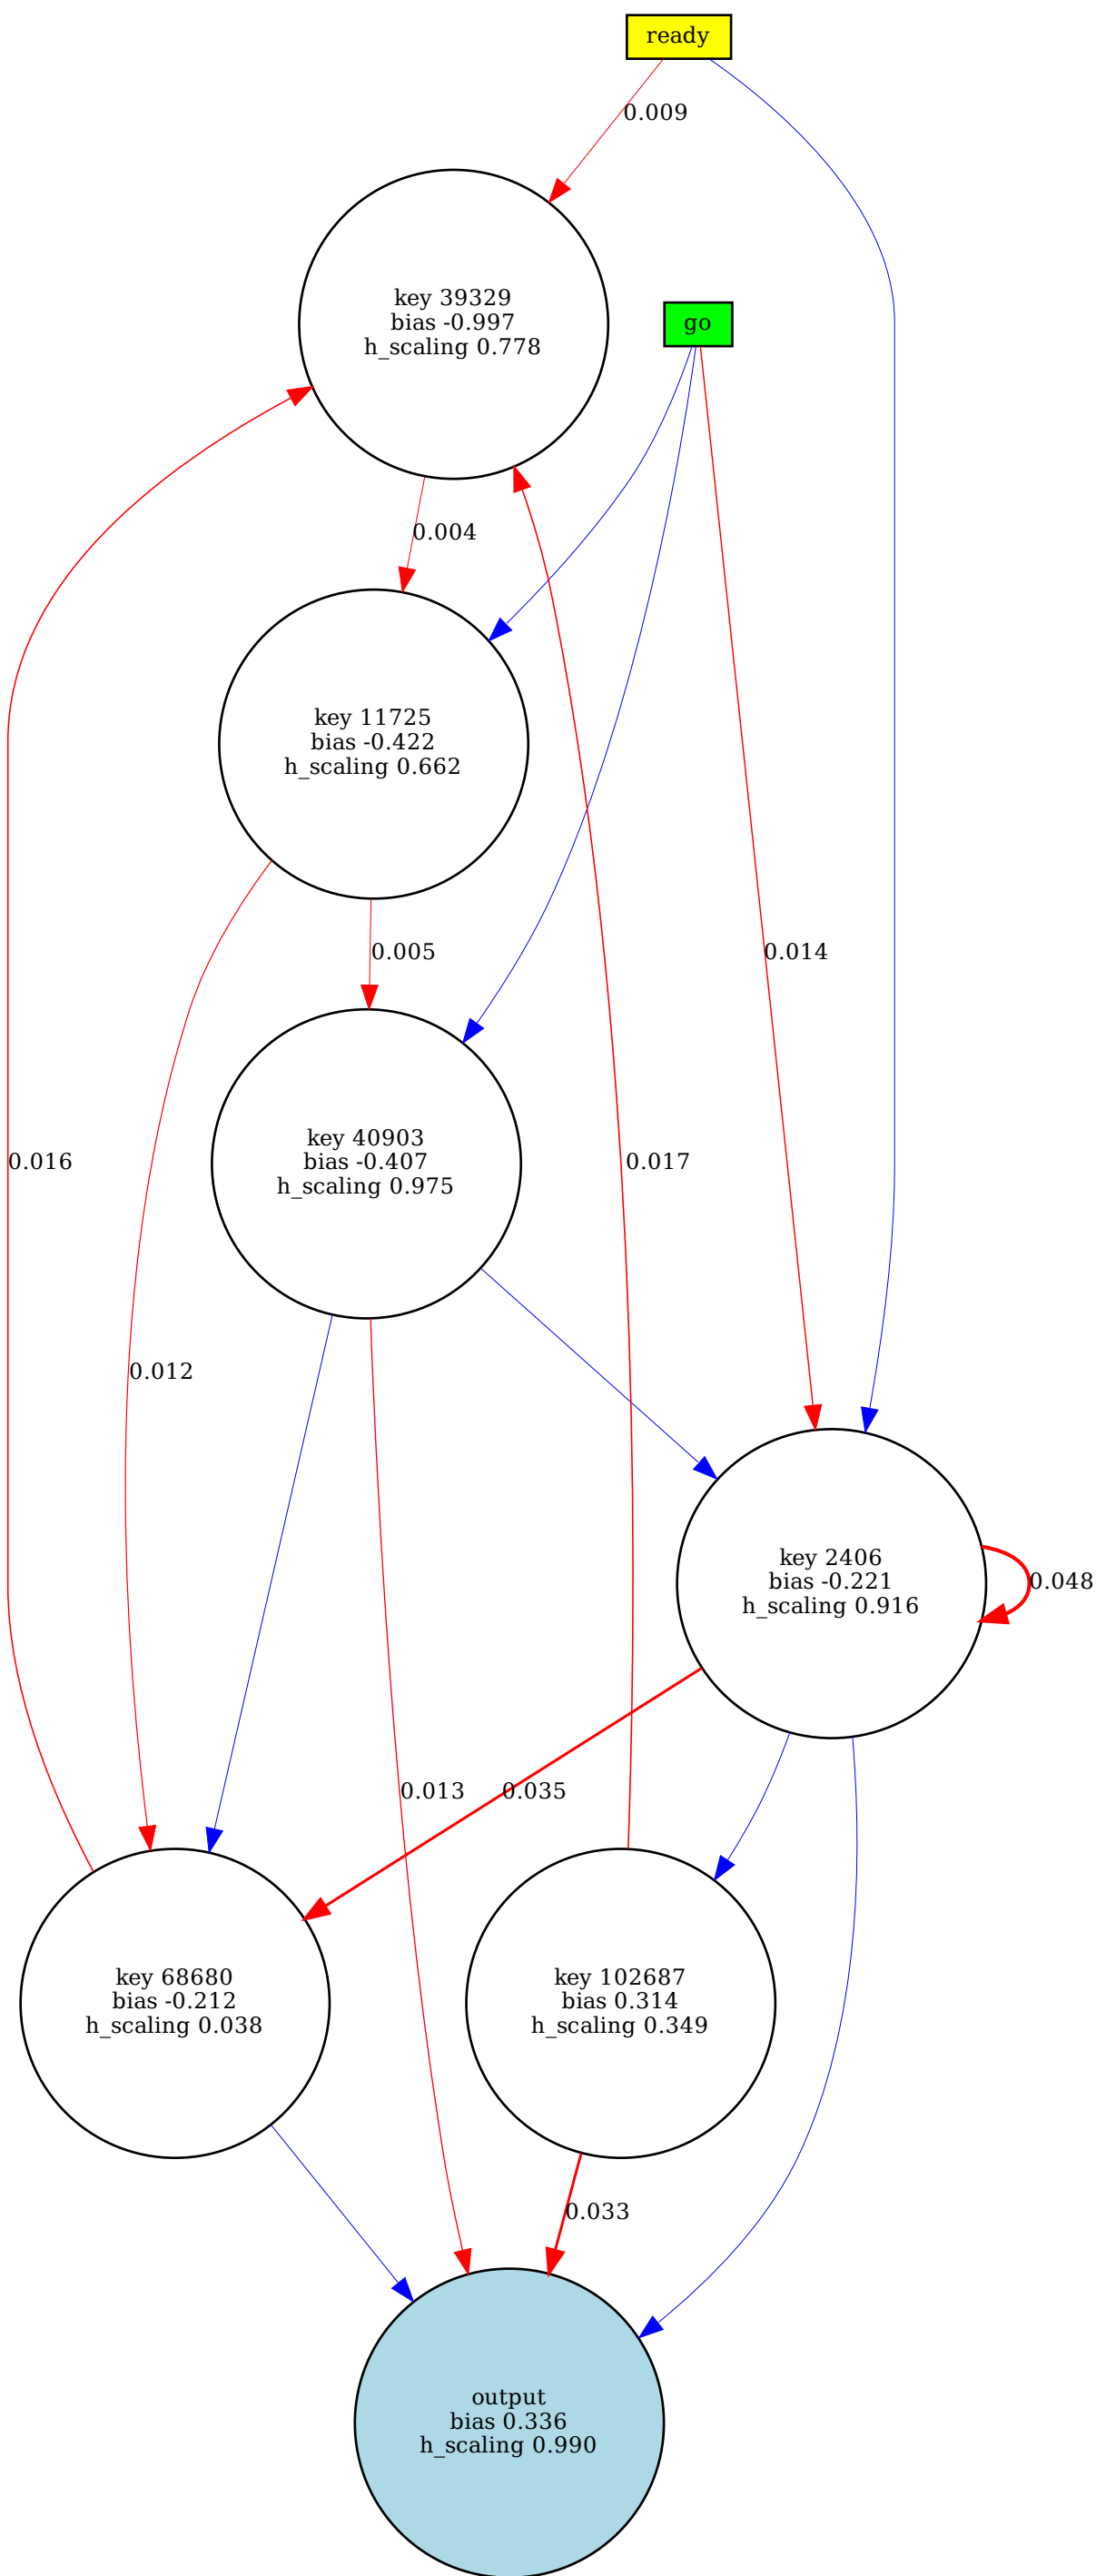 ready
0.009
key 39329
bias -0.997
h_scaling 0.778
go
0.004
key 11725
bias -0.422
h_scaling 0.662
0.005
0.014
key 40903
bias -0.407
h_scaling 0.975
0.016
0.017
0.012
key 2406
bias -0.221
h_scaling 0.916
0.048
0.013
0.035
key 68680
bias -0.212
h_scaling 0.038
key 102687
bias 0.314
h_scaling 0.349
0.033
output
bias 0.336
h_scaling 0.990